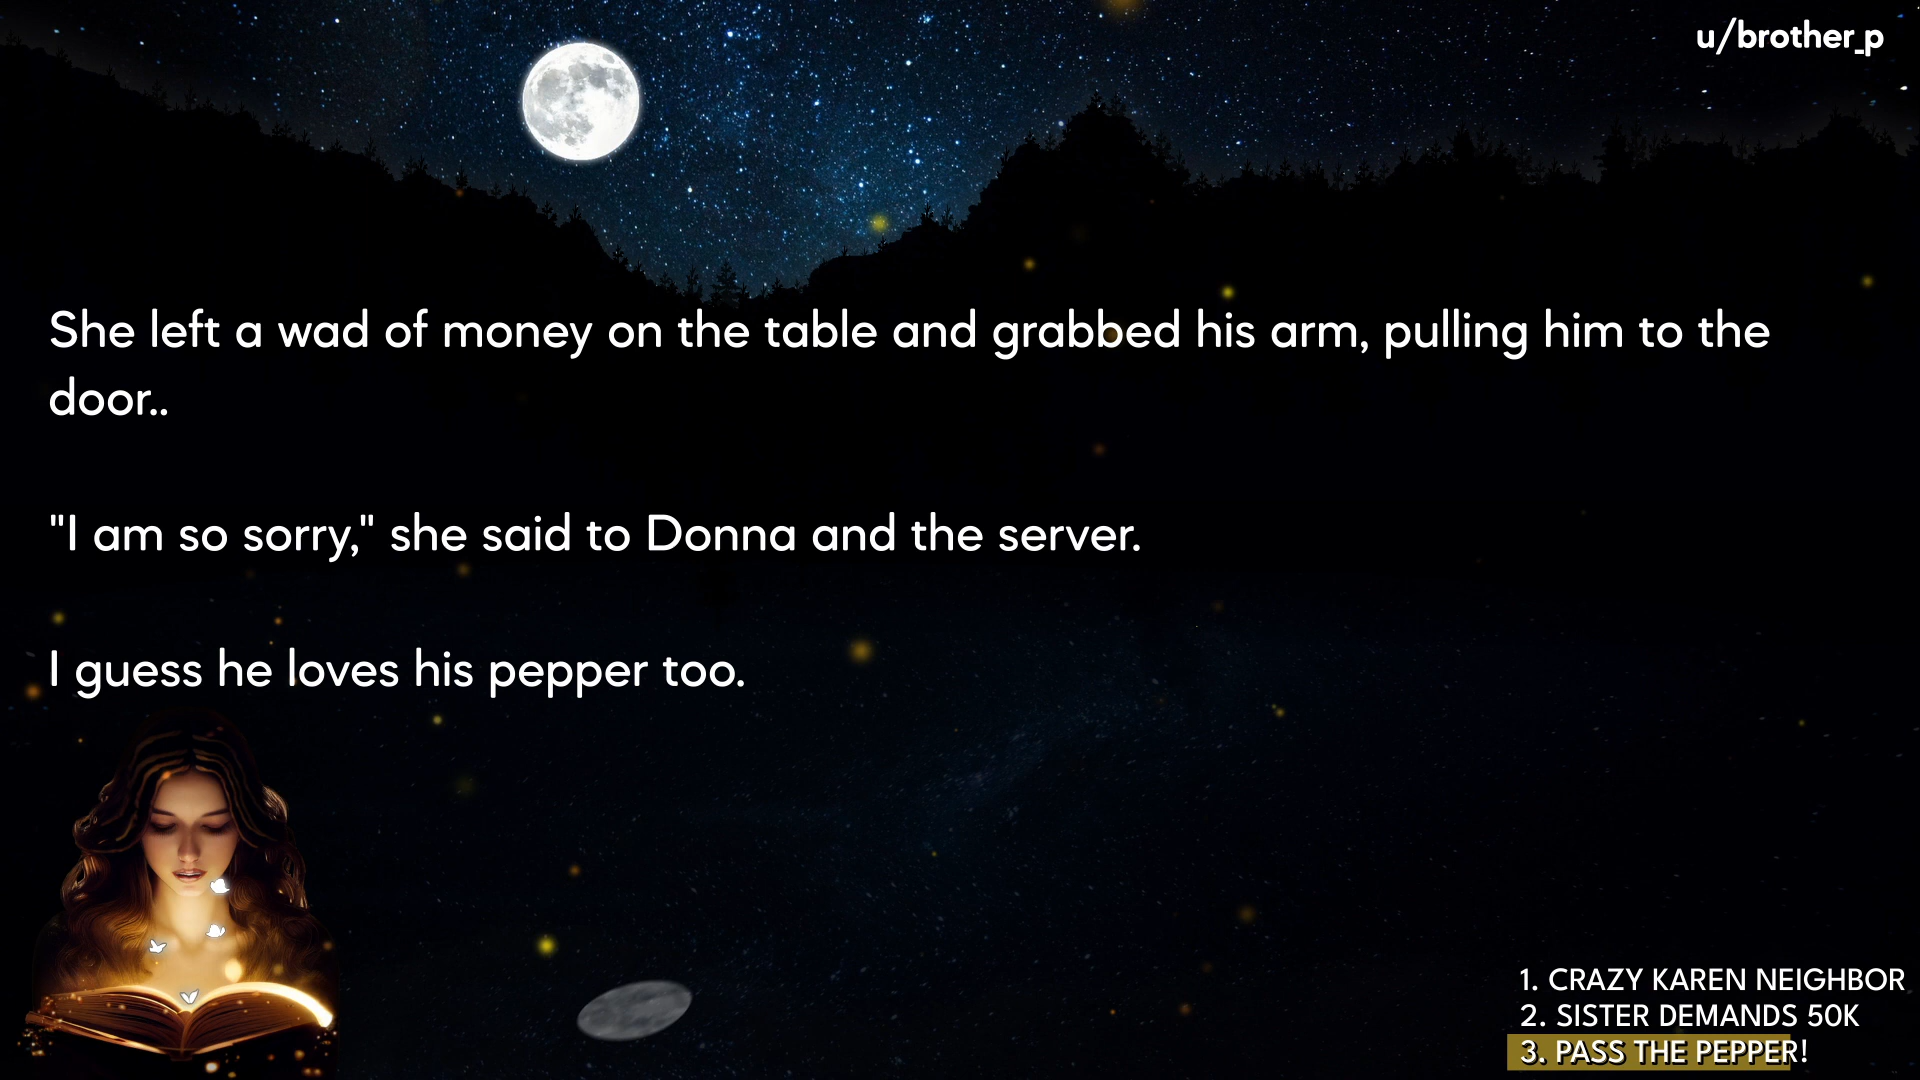 u/brother_p
She left a wad of money on the table and grabbed his arm, pulling him to the
door..
"I am so sorry," she said to Donna and the server.
I guess he loves his pepper too.
1. CRAZY KAREN NEIGHBOR
2. SISTER DEMANDS 50K
3. PASS THE PEPPER!